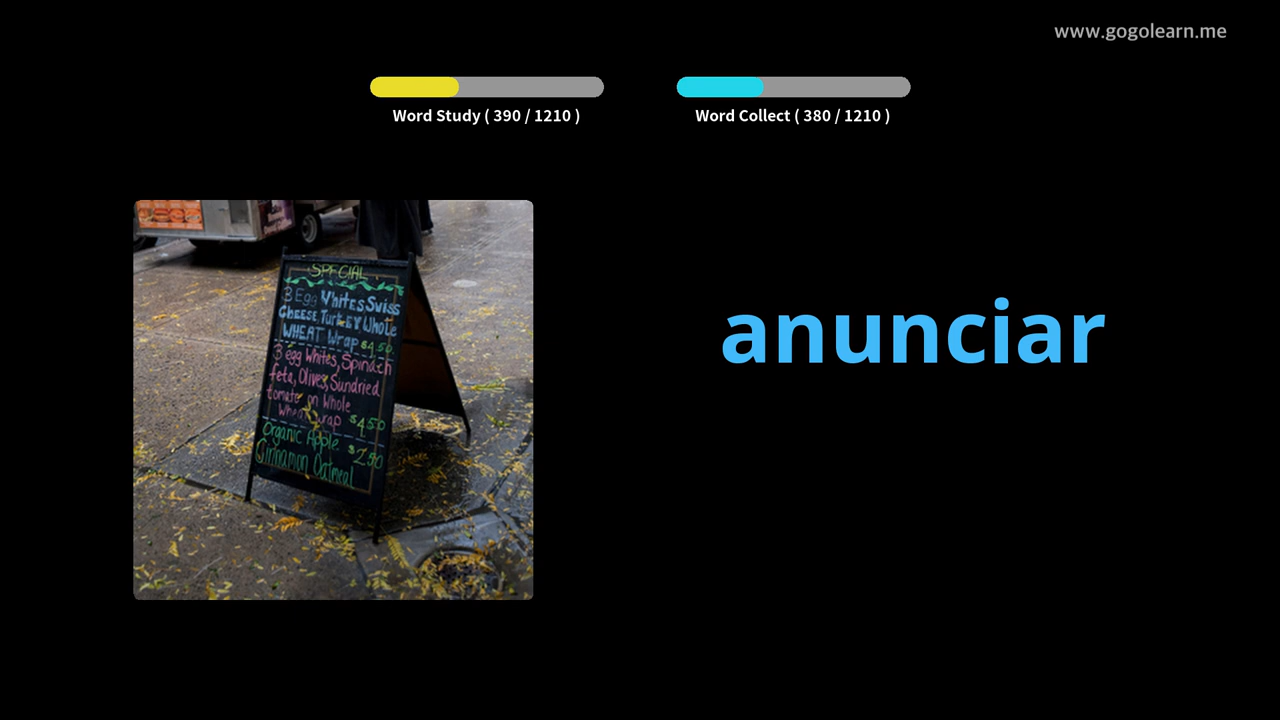 www.gogolearn.me
Word Study ( 390 / 1210 )
Word Collect ( 380 / 1210 )
SPECIAL
3 Egg Whites, Swiss
Cheese, Turkey Whole
WHEAT Wrap $4.50
3 egg Whites, Spinach
feta, Olives, Sundried
tomato on Whole
Wheat wrap $4.50
Organic Apple
Cinnamon Oatmeal $2.50
anunciar